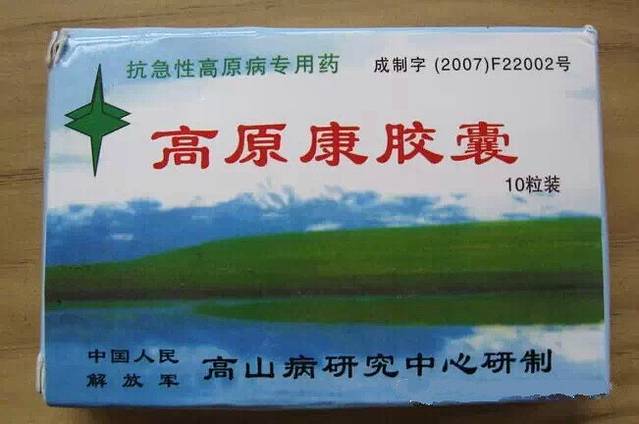 抗急性高原病专用药 成制字 (2007)F22002号
高原康胶囊
10粒装
中国人民
解放军 高山病研究中心研制